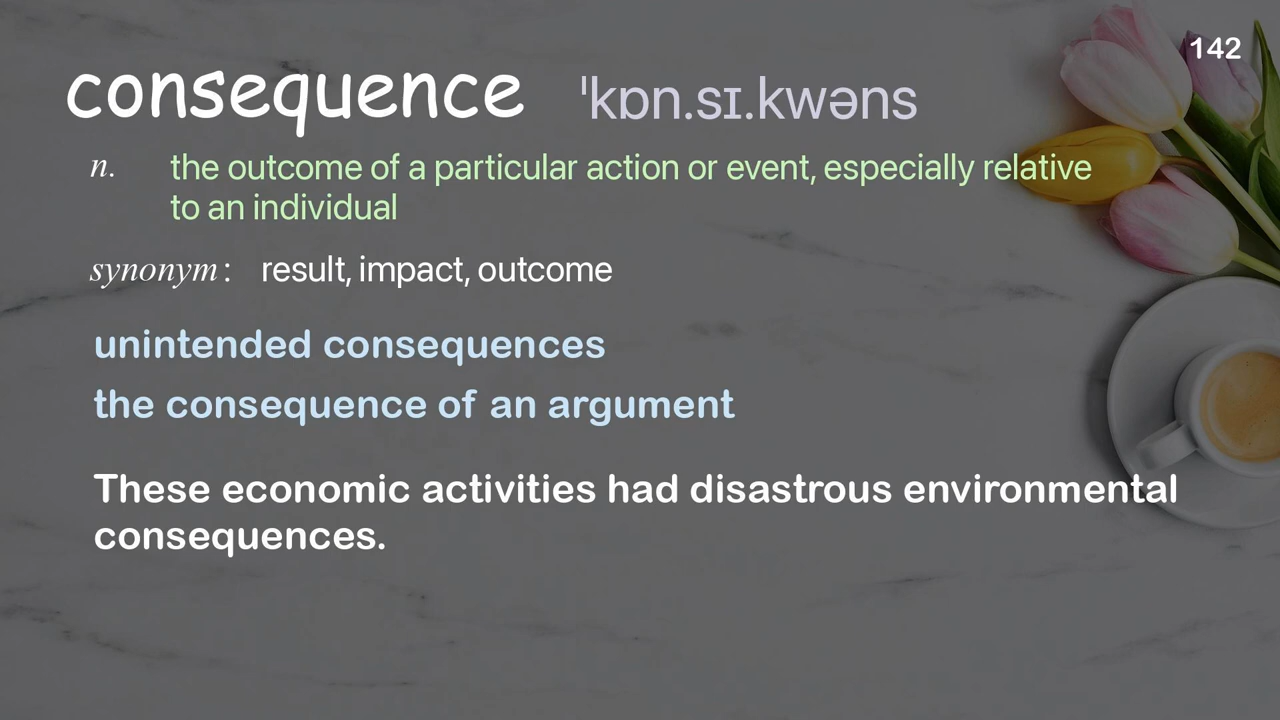 142
consequence ˈkɒn.sɪ.kwəns
n. the outcome of a particular action or event, especially relative
to an individual
synonym: result, impact, outcome
unintended consequences
the consequence of an argument
These economic activities had disastrous environmental
consequences.